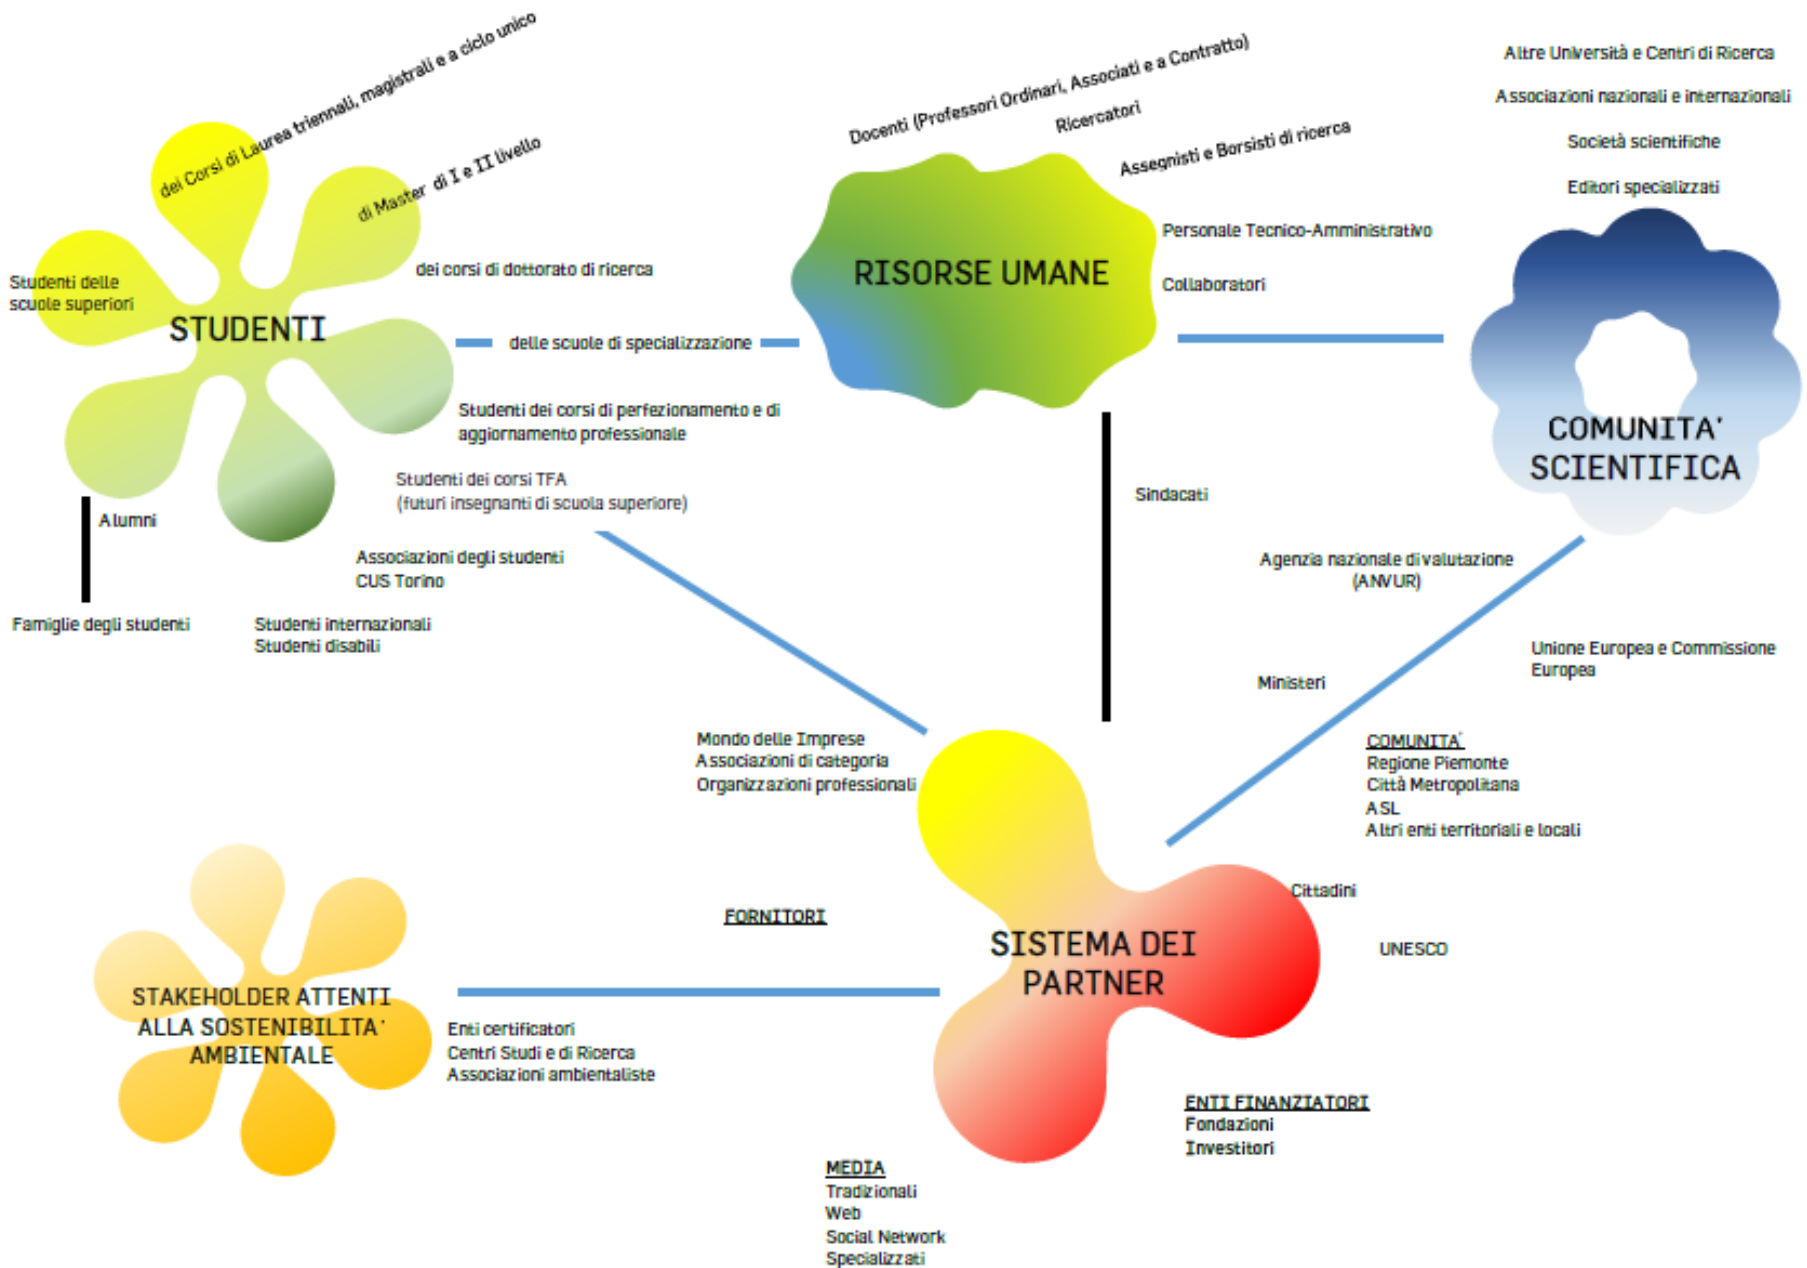 dei Corsi di Laurea triennali, magistrali e a ciclo unico
di Master di I e II livello
Studenti delle
scuole superiori
dei corsi di dottorato di ricerca
STUDENTI
delle scuole di specializzazione
Studenti dei corsi di perfezionamento e di
aggiornamento professionale
Studenti dei corsi TFA
(futuri insegnanti di scuola superiore)
Alumni
Associazioni degli studenti
CUS Torino
Famiglie degli studenti
Studenti internazionali
Studenti disabili
Docenti (Professori Ordinari, Associati e a Contratto)
Ricercatori
Assegnisti e Borsisti di ricerca
Personale Tecnico-Amministrativo
RISORSE UMANE
Collaboratori
Altre Università e Centri di Ricerca
Associazioni nazionali e internazionali
Società scientifiche
Editori specializzati
COMUNITA'
SCIENTIFICA
Sindacati
Agenzia nazionale di valutazione
(ANVUR)
Unione Europea e Commissione
Europea
Ministeri
Mondo delle Imprese
Associazioni di categoria
Organizzazioni professionali
COMUNITA'
Regione Piemonte
Città Metropolitana
ASL
Altri enti territoriali e locali
Cittadini
UNESCO
FORNITORI
SISTEMA DEI
PARTNER
STAKEHOLDER ATTENTI
ALLA SOSTENIBILITA'
AMBIENTALE
Enti certificatori
Centri Studi e di Ricerca
Associazioni ambientaliste
ENTI FINANZIATORI
Fondazioni
Investitori
MEDIA
Tradizionali
Web
Social Network
Specializzati